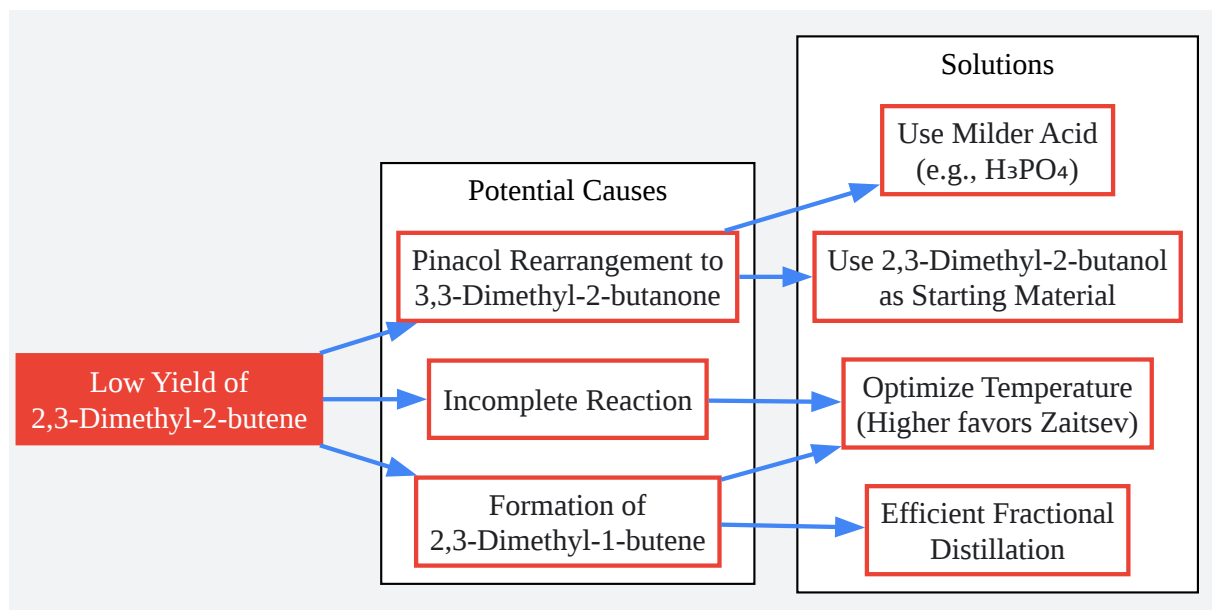 Low Yield of
2,3-Dimethyl-2-butene
Potential Causes
Pinacol Rearrangement to
3,3-Dimethyl-2-butanone
Incomplete Reaction
Formation of
2,3-Dimethyl-1-butene
Solutions
Use Milder Acid
(e.g., H₃PO₄)
Use 2,3-Dimethyl-2-butanol
as Starting Material
Optimize Temperature
(Higher favors Zaitsev)
Efficient Fractional
Distillation